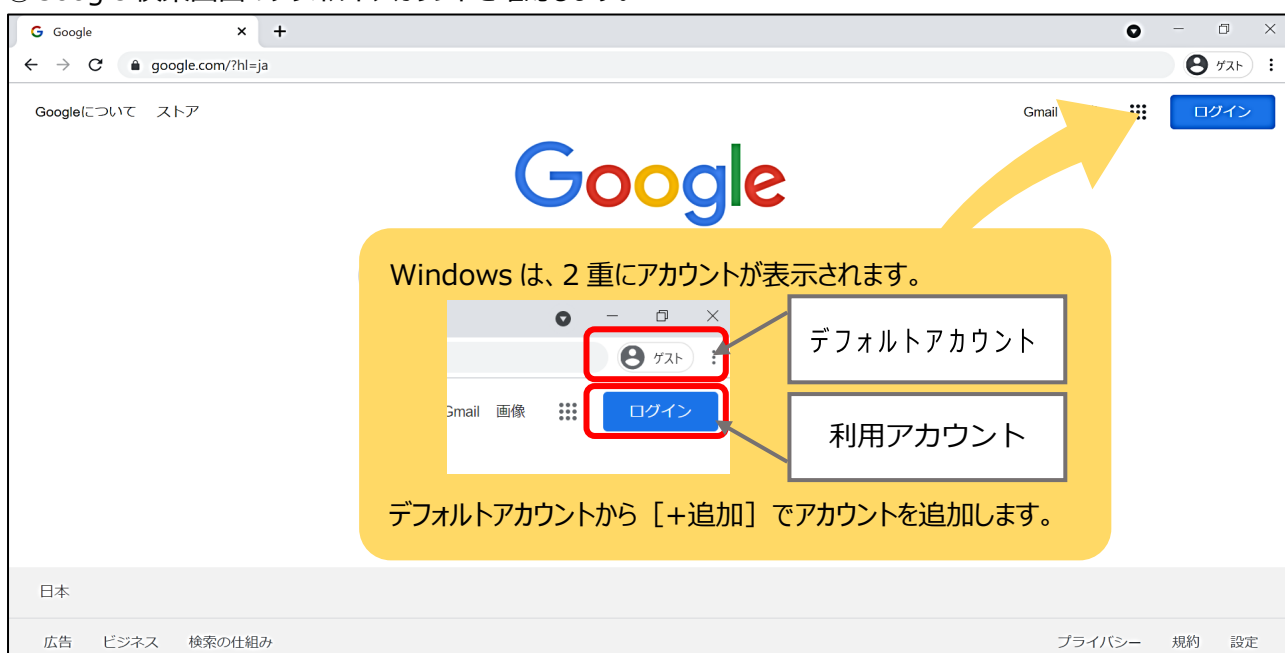 Google
google.com/?hl=ja
ゲスト
Googleについて ストア
Gmail
ログイン
Google
Windows は、2 重にアカウントが表示されます。
ゲスト
デフォルトアカウント
Gmail 画像
ログイン
利用アカウント
デフォルトアカウントから［+追加］でアカウントを追加します。
日本
広告 ビジネス 検索の仕組み
プライバシー 規約 設定